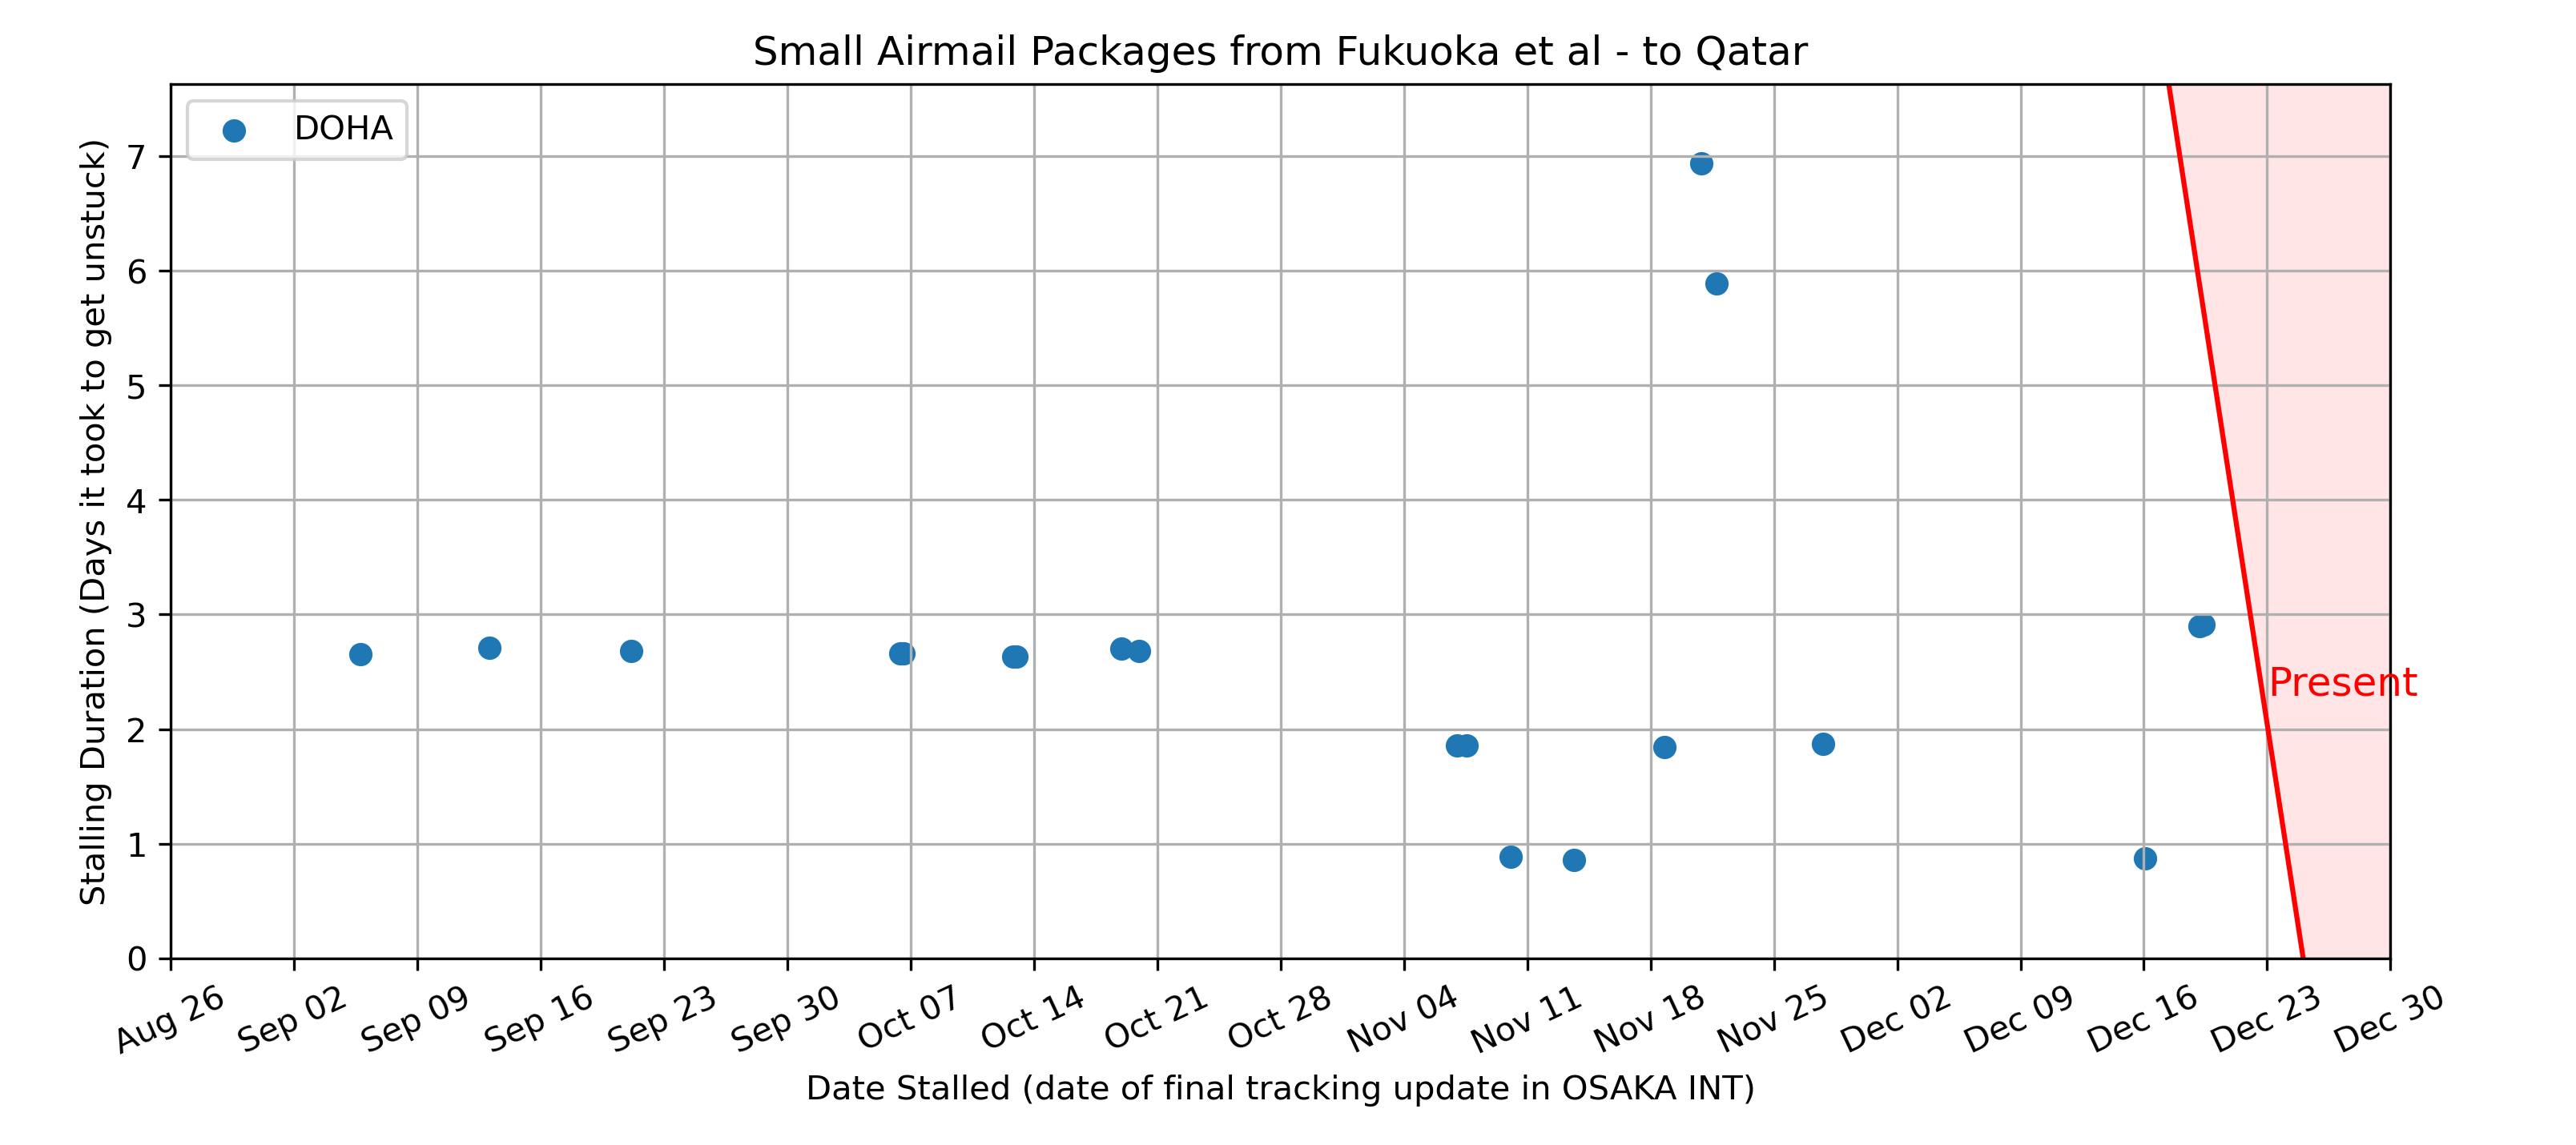 Small Airmail Packages from Fukuoka et al - to Qatar
DOHA
Stalling Duration (Days it took to get unstuck)
7
6
5
4
3
2
1
0
Present
Aug 26
Sep 02
Sep 09
Sep 16
Sep 23
Sep 30
Oct 07
Oct 14
Oct 21
Oct 28
Nov 04
Nov 11
Nov 18
Nov 25
Dec 02
Dec 09
Dec 16
Dec 23
Dec 30
Date Stalled (date of final tracking update in OSAKA INT)